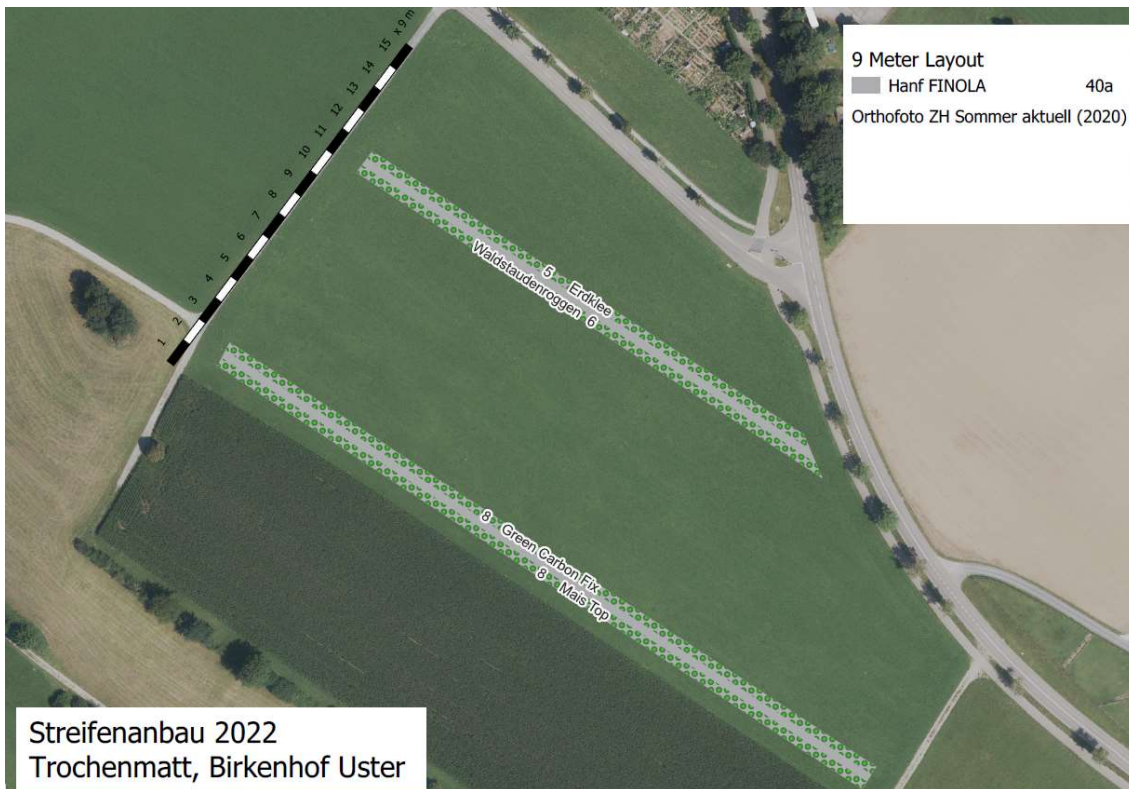 9 Meter Layout
Hanf FINOLA 40a
Orthofoto ZH Sommer aktuell (2020)
1 2 3 4 5 6 7 8 9 10 11 12 13 14 15 x 9 m
5 Erdklee
Waldstaudenroggen 6
8 Green Carbon Fix
8 Mais Top
Streifenanbau 2022
Trochenmatt, Birkenhof Uster